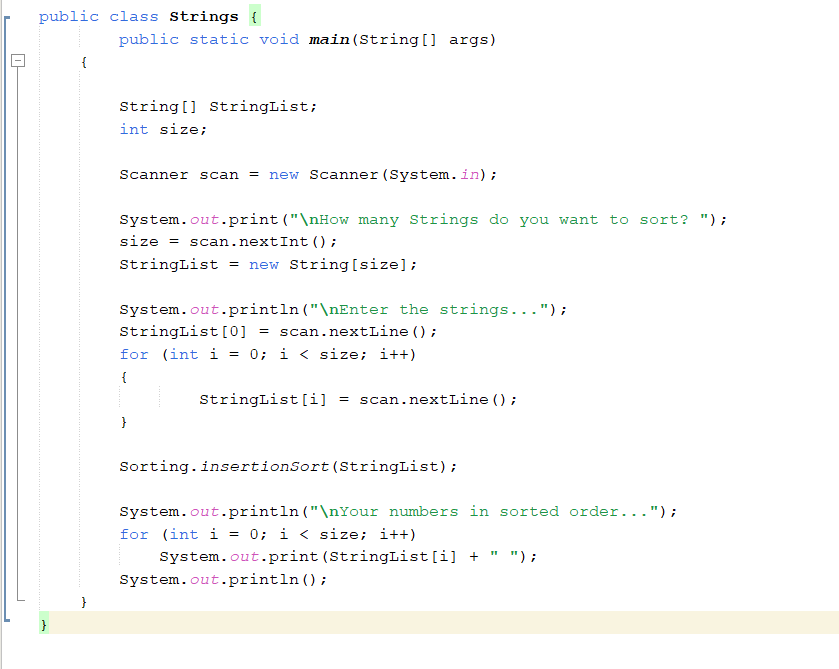 public class Strings {
public static void main(String[] args)
{
String[] StringList;
int size;
Scanner scan = new Scanner(System.in);
System.out.print("\nHow many Strings do you want to sort? ");
size = scan.nextInt();
StringList = new String[size];
System.out.println("\nEnter the strings...");
StringList[0] = scan.nextLine();
for (int i = 0; i < size; i++)
{
StringList[i] = scan.nextLine();
}
Sorting.insertionSort(StringList);
System.out.println("\nYour numbers in sorted order...");
for (int i = 0; i < size; i++)
System.out.print(StringList[i] + " ");
System.out.println();
}
}